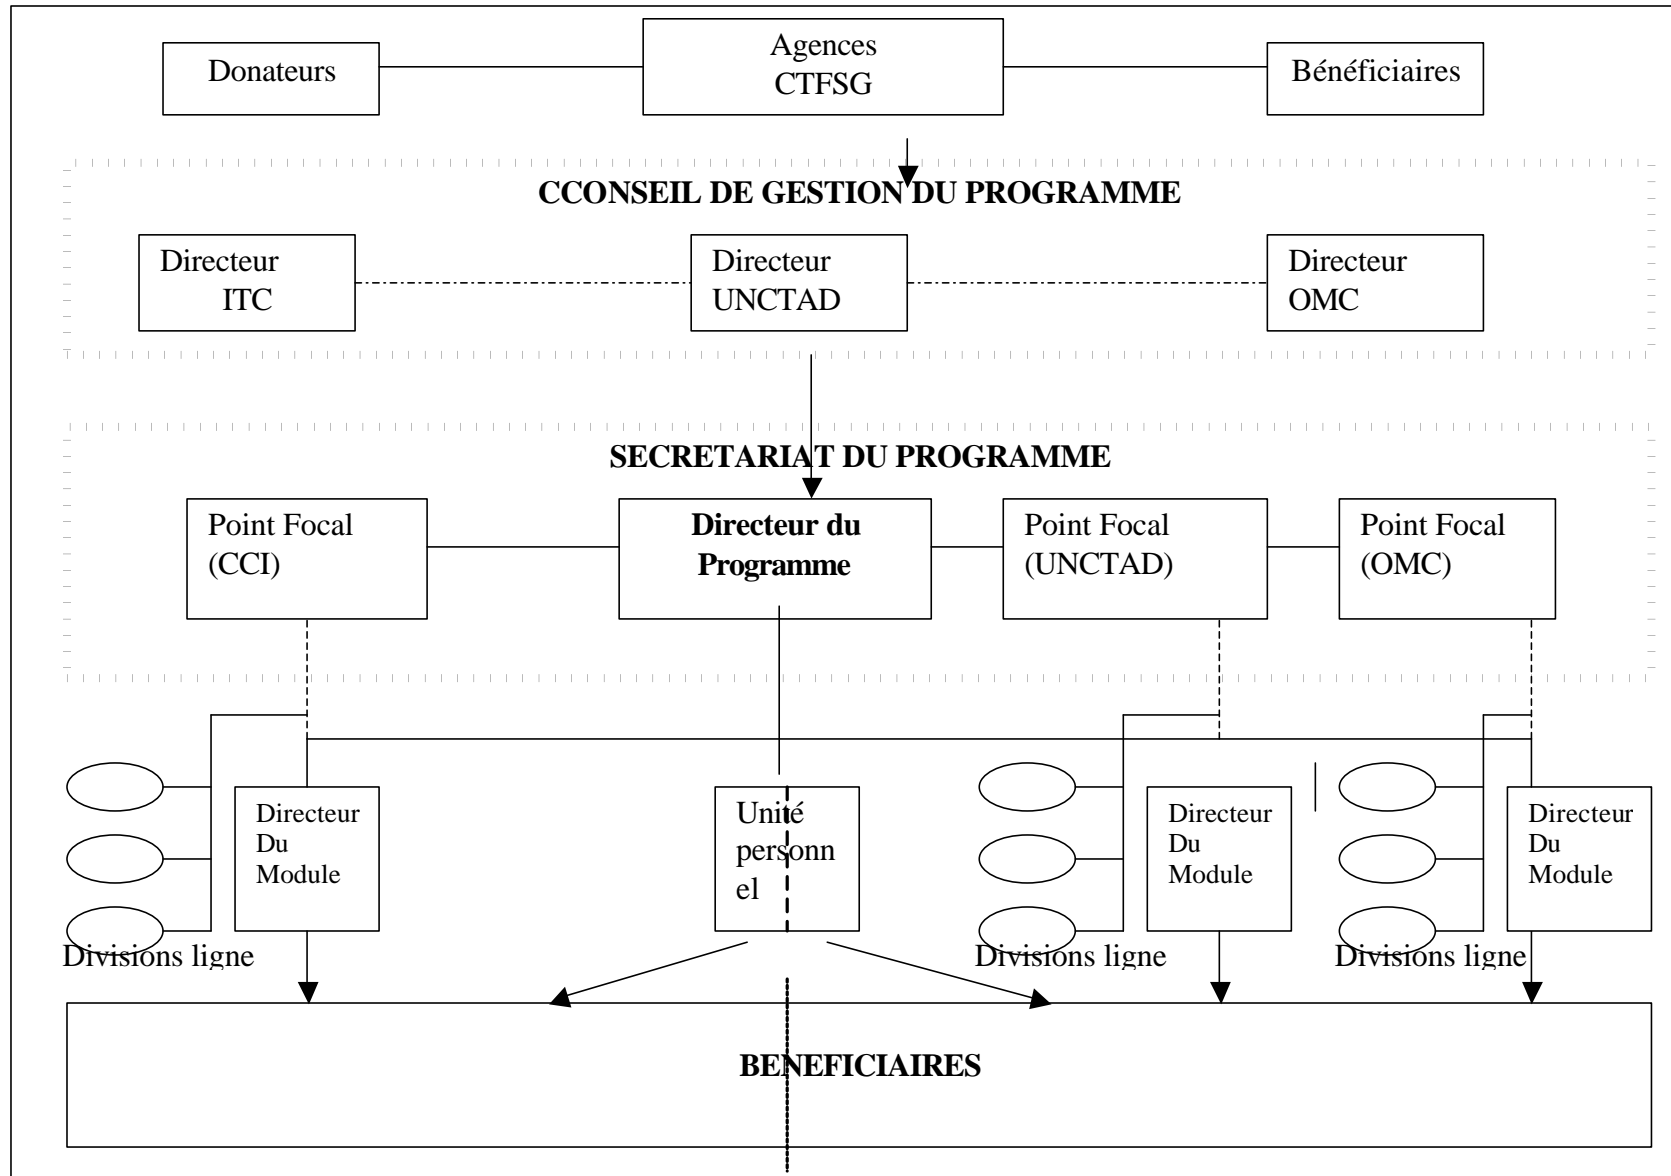 Donateurs
Agences
CTFSG
Bénéficiaires
CCONSEIL DE GESTION DU PROGRAMME
Directeur
ITC
Directeur
UNCTAD
Directeur
OMC
SECRETARIAT DU PROGRAMME
Point Focal
(CCI)
Directeur du
Programme
Point Focal
(UNCTAD)
Point Focal
(OMC)
Directeur
Du
Module
Unité
personn
el
Directeur
Du
Module
Directeur
Du
Module
Divisions ligne
Divisions ligne
Divisions ligne
BENEFICIAIRES